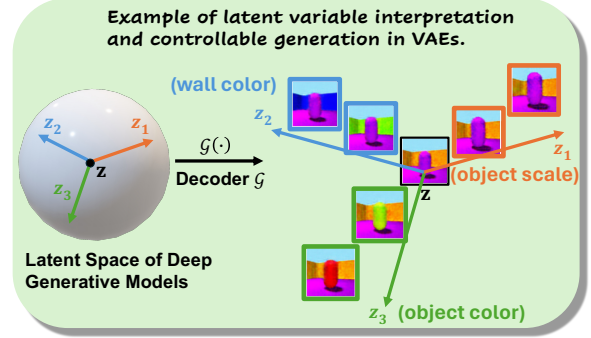 Example of latent variable interpretation
and controllable generation in VAEs.
(wall color)
z₂
z₁
z₂
z₃
z
𝒢(·)
Decoder 𝒢
z₁
(object scale)
z
Latent Space of Deep
Generative Models
z₃ (object color)